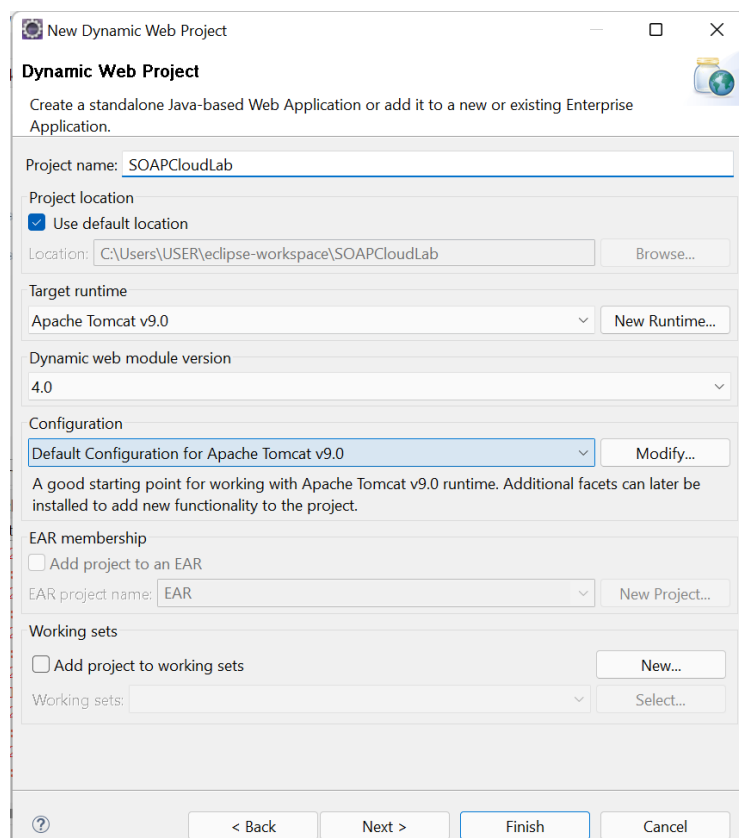 New Dynamic Web Project
Dynamic Web Project
Create a standalone Java-based Web Application or add it to a new or existing Enterprise
Application.
Project name: SOAPCloudLab
Project location
Use default location
Location: C:\Users\USER\eclipse-workspace\SOAPCloudLab Browse...
Target runtime
Apache Tomcat v9.0 New Runtime...
Dynamic web module version
4.0
Configuration
Default Configuration for Apache Tomcat v9.0 Modify...
A good starting point for working with Apache Tomcat v9.0 runtime. Additional facets can later be
installed to add new functionality to the project.
EAR membership
Add project to an EAR
EAR project name: EAR New Project...
Working sets
Add project to working sets New...
Working sets: Select...
? < Back Next > Finish Cancel